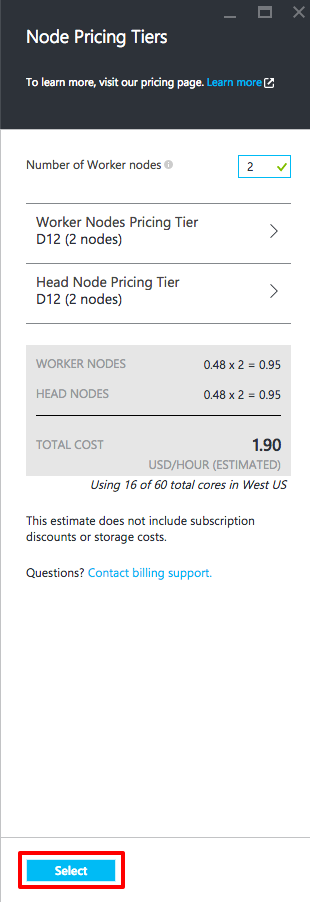 Node Pricing Tiers
To learn more, visit our pricing page. Learn more
Number of Worker nodes
2
Worker Nodes Pricing Tier
D12 (2 nodes)
Head Node Pricing Tier
D12 (2 nodes)
WORKER NODES 0.48 x 2 = 0.95
HEAD NODES 0.48 x 2 = 0.95
TOTAL COST 1.90
USD/HOUR (ESTIMATED)
Using 16 of 60 total cores in West US
This estimate does not include subscription
discounts or storage costs.
Questions? Contact billing support.
Select